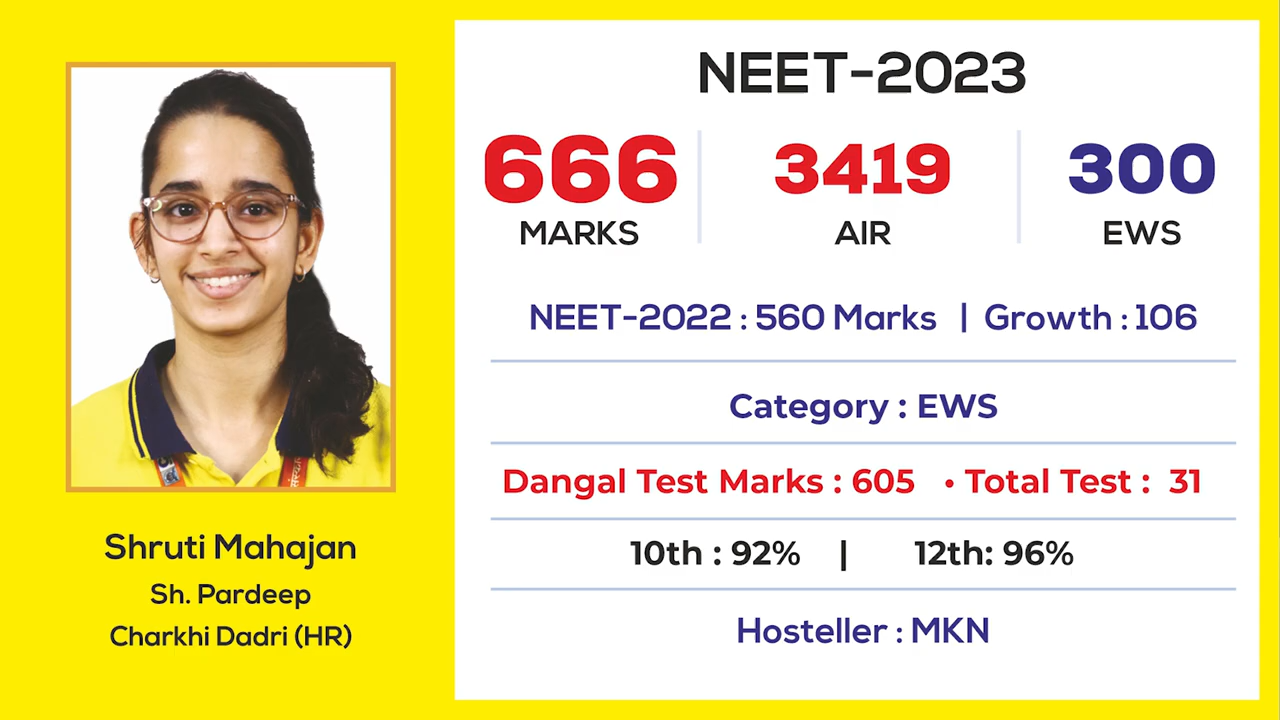 NEET-2023
666
MARKS
3419
AIR
300
EWS
NEET-2022 : 560 Marks | Growth : 106
Category : EWS
Dangal Test Marks : 605 • Total Test : 31
10th : 92% | 12th: 96%
Hosteller : MKN
Shruti Mahajan
Sh. Pardeep
Charkhi Dadri (HR)